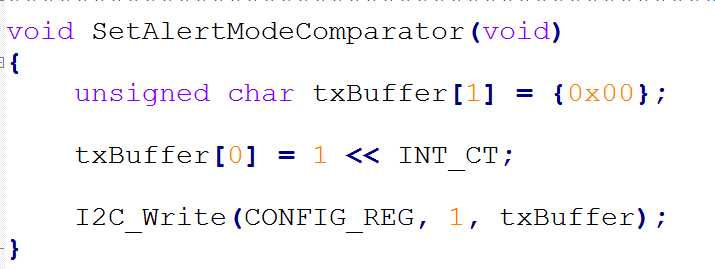 void SetAlertModeComparator(void)
{
unsigned char txBuffer[1] = {0x00};
txBuffer[0] = 1 << INT_CT;
I2C_Write(CONFIG_REG, 1, txBuffer);
}